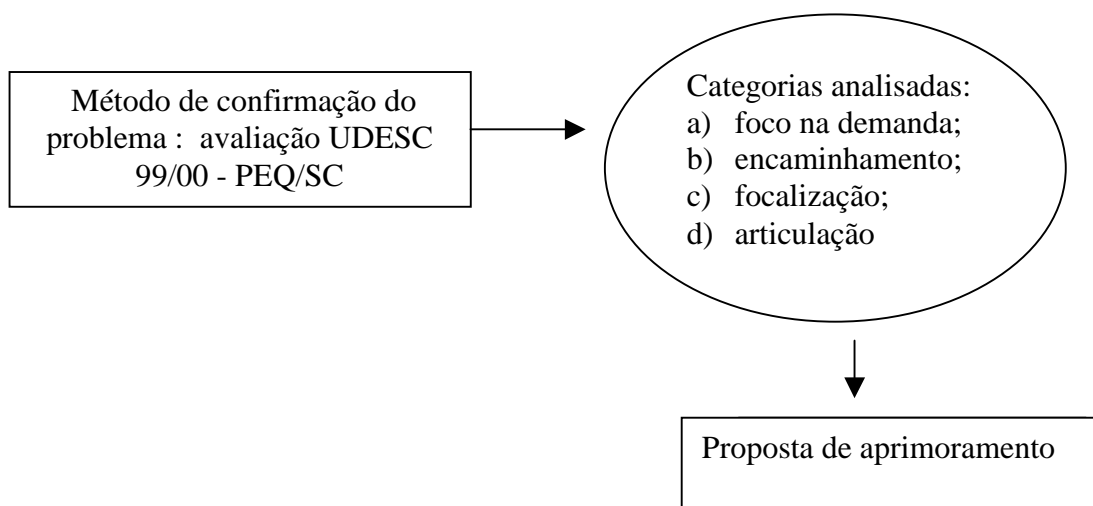 Método de confirmação do
problema : avaliação UDESC
99/00 - PEQ/SC
Categorias analisadas:
a) foco na demanda;
b) encaminhamento;
c) focalização;
d) articulação
Proposta de aprimoramento